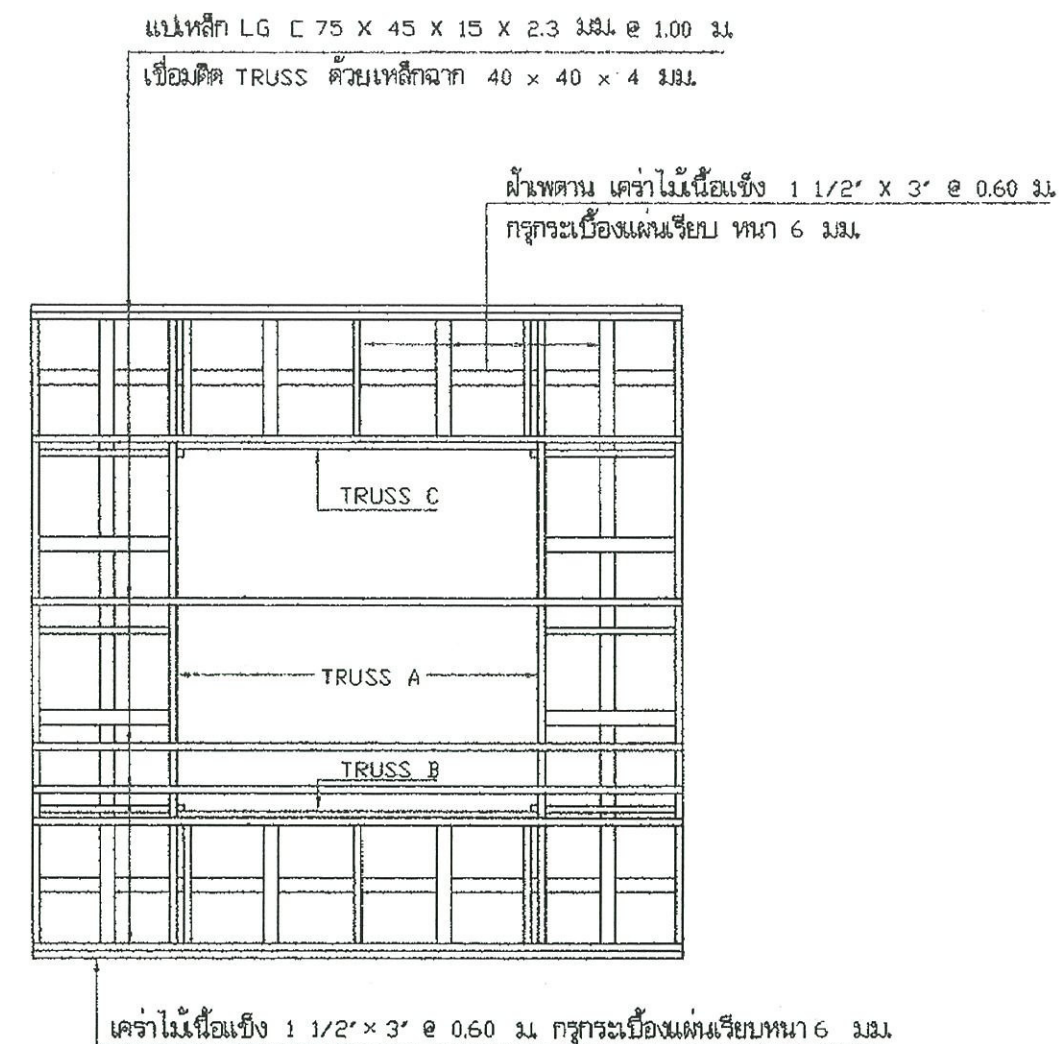 แปเหล็ก LG C 75 X 45 X 15 X 2.3 มม. @ 1.00 ม.
เชื่อมติด TRUSS ด้วยเหล็กฉาก 40 x 40 x 4 มม.
ฝ้าเพดาน เคร่าไม้เนื้อแข็ง 1 1/2" X 3" @ 0.60 ม.
กรุกระเบื้องแผ่นเรียบ หนา 6 มม.
TRUSS C
TRUSS A
TRUSS B
เคร่าไม้เนื้อแข็ง 1 1/2" x 3" @ 0.60 ม. กรุกระเบื้องแผ่นเรียบหนา 6 มม.